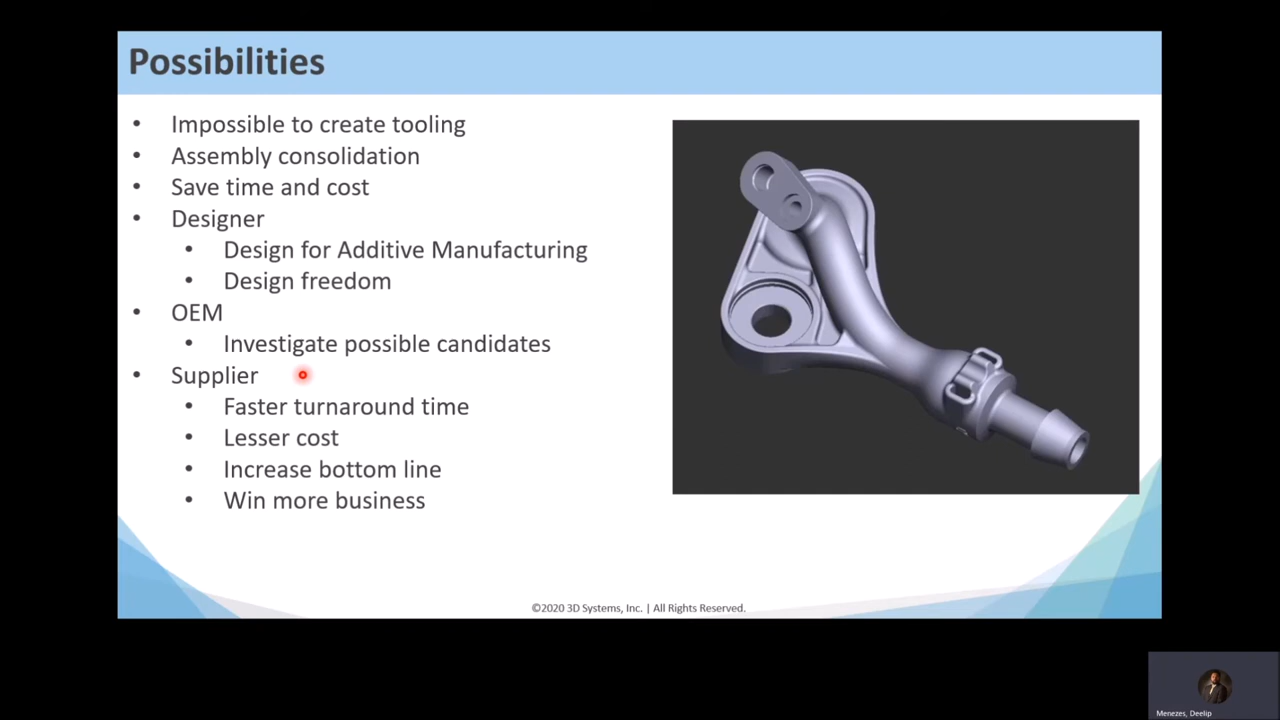 Possibilities
• Impossible to create tooling
• Assembly consolidation
• Save time and cost
• Designer
• Design for Additive Manufacturing
• Design freedom
• OEM
• Investigate possible candidates
• Supplier
• Faster turnaround time
• Lesser cost
• Increase bottom line
• Win more business
©2020 3D Systems, Inc. | All Rights Reserved.
Menezes, Deelip